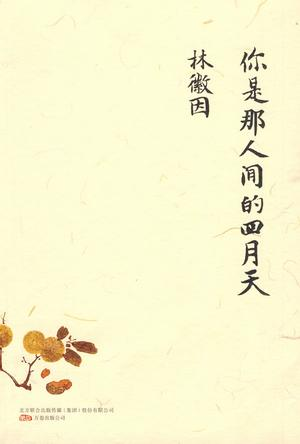 你是那人间的四月天
林徽因
北方联合出版传媒（集团）股份有限公司
万卷出版公司